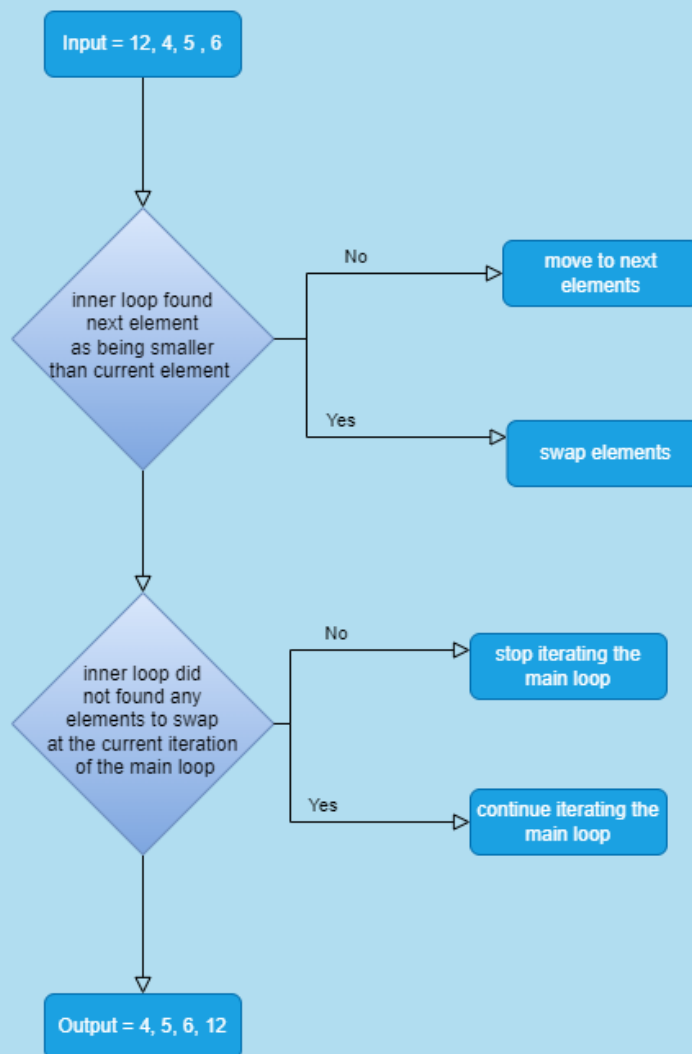 Input = 12, 4, 5 , 6
inner loop found
next element
as being smaller
than current element
No
move to next
elements
Yes
swap elements
inner loop did
not found any
elements to swap
at the current iteration
of the main loop
No
stop iterating the
main loop
Yes
continue iterating the
main loop
Output = 4, 5, 6, 12